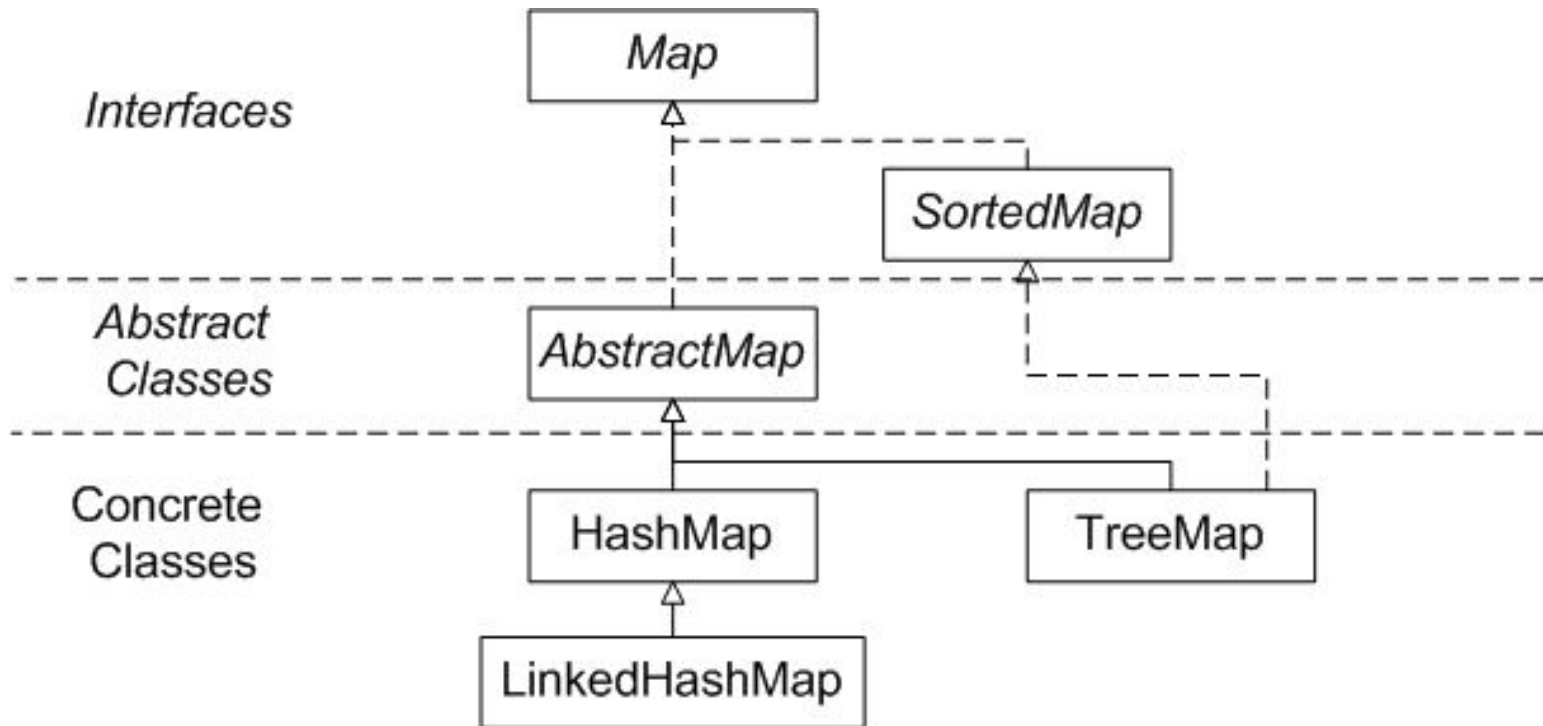 Map
Interfaces
SortedMap
Abstract
Classes
AbstractMap
Concrete
Classes
HashMap
TreeMap
LinkedHashMap